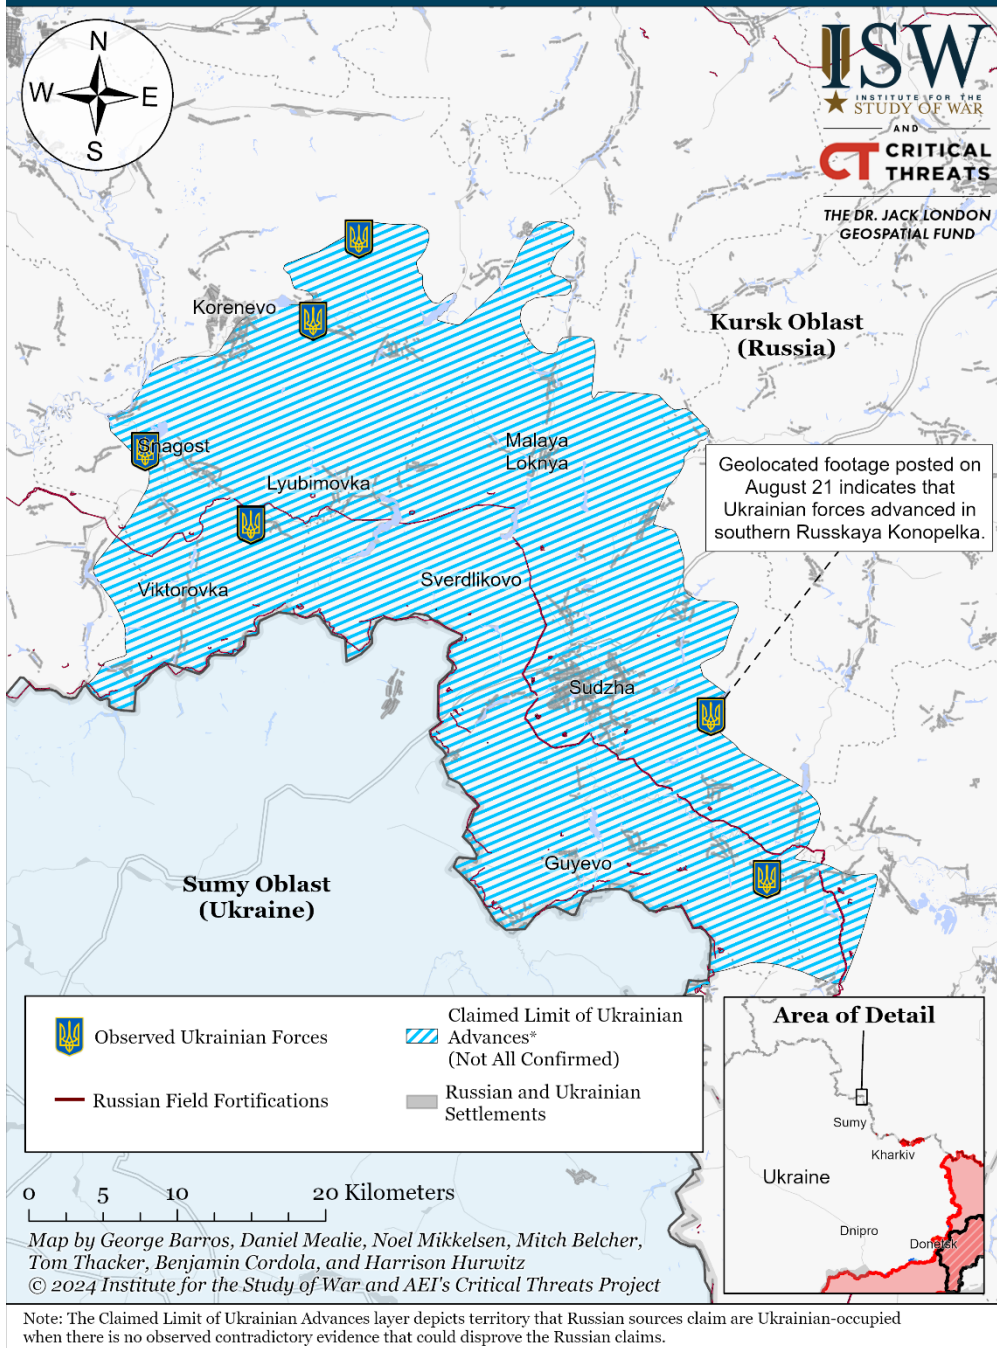 N
W
E
S
ISW
INSTITUTE FOR THE
STUDY OF WAR
AND
CT CRITICAL
THREATS
THE DR. JACK LONDON
GEOSPATIAL FUND
Korenevo
Kursk Oblast
(Russia)
Snagost
Malaya
Loknya
Lyubimovka
Geolocated footage posted on
August 21 indicates that
Ukrainian forces advanced in
southern Russkaya Konopelka.
Viktorovka
Sverdlikovo
Sudzha
Guyevo
Sumy Oblast
(Ukraine)
Observed Ukrainian Forces
Claimed Limit of Ukrainian
Advances*
(Not All Confirmed)
Russian Field Fortifications
Russian and Ukrainian
Settlements
Area of Detail
Sumy
Kharkiv
Ukraine
Dnipro
Donetsk
0 5 10 20 Kilometers
Map by George Barros, Daniel Mealie, Noel Mikkelsen, Mitch Belcher,
Tom Thacker, Benjamin Cordola, and Harrison Hurwitz
© 2024 Institute for the Study of War and AEI's Critical Threats Project
Note: The Claimed Limit of Ukrainian Advances layer depicts territory that Russian sources claim are Ukrainian-occupied
when there is no observed contradictory evidence that could disprove the Russian claims.